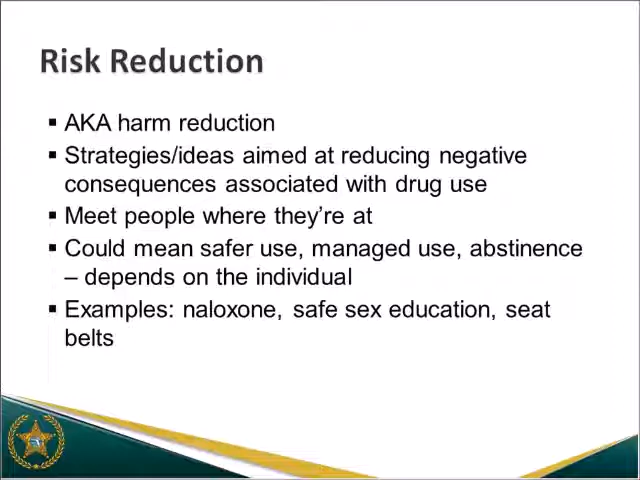 Risk Reduction
▪ AKA harm reduction
▪ Strategies/ideas aimed at reducing negative
consequences associated with drug use
▪ Meet people where they’re at
▪ Could mean safer use, managed use, abstinence
– depends on the individual
▪ Examples: naloxone, safe sex education, seat
belts